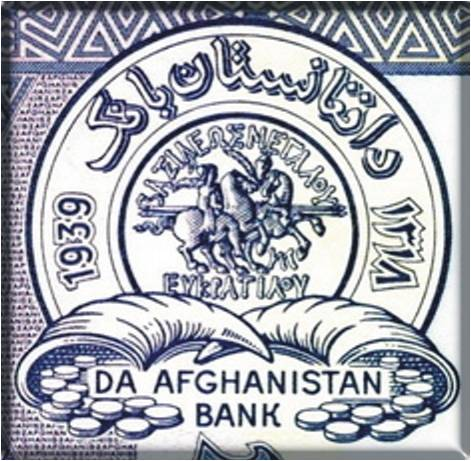 د افغانستان بانک
1939
۱۳۱۸
ΒΑΣΙΛΕΩΣ ΜΕΓΑΛΟΥ
ΕΥΚΡΑΤΙΔΟΥ
DA AFGHANISTAN
BANK